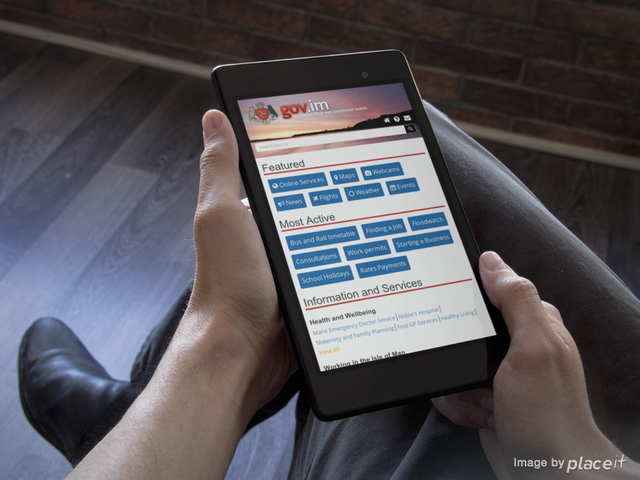 gov.im
Search Gov.im
Featured
Online Services Maps Webcams
News Flights Weather Events
Most Active
Bus and Rail timetable Finding a Job Floodwatch
Consultations Work permits Starting a Business
School Holidays Rates Payments
Information and Services
Health and Wellbeing
Manx Emergency Doctor Service | Noble's Hospital |
Maternity and Family Planning | Find GP Services | Healthy Living |
View All
Working in the Isle of Man
Image by placeit